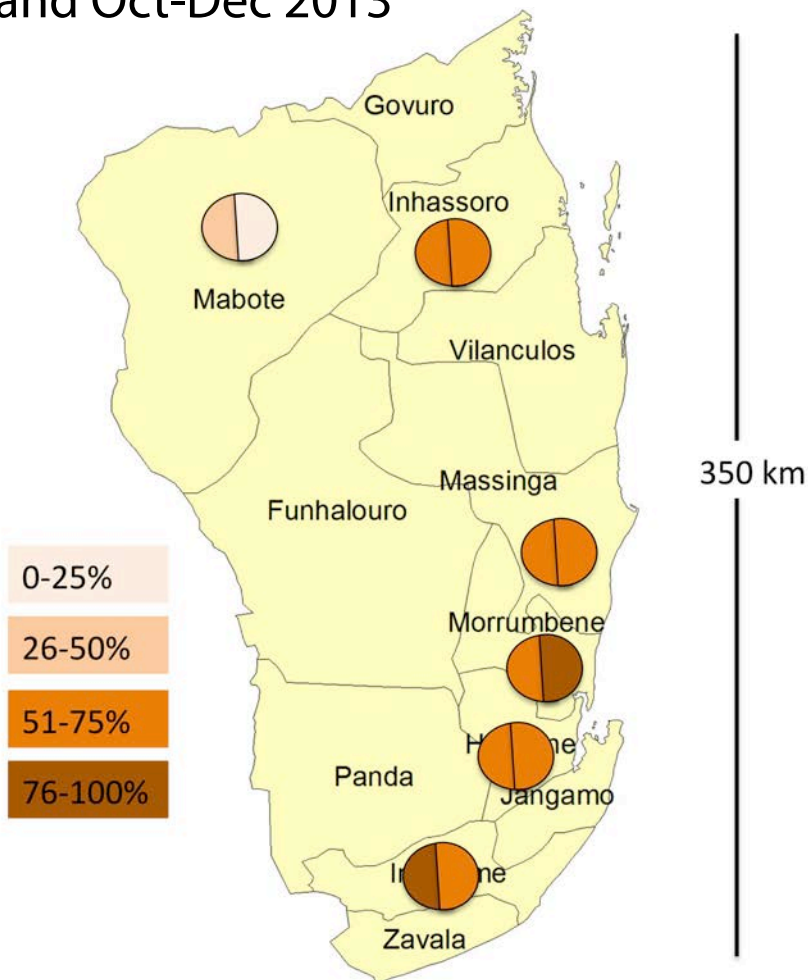 and Oct-Dec 2015
Govuro
Inhassoro
Mabote
Vilanculos
350 km
Massinga
Funhalouro
0-25%
Morrumbene
26-50%
51-75%
Panda
76-100%
Jangamo
Zavala